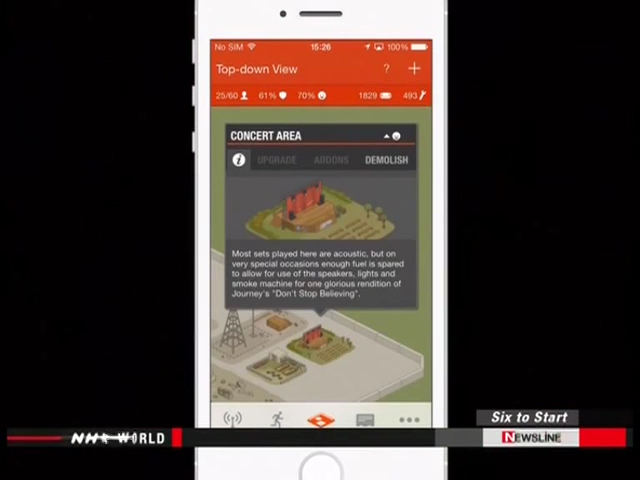 No SIM 15:26 100%
Top-down View ? +
25/60 61% 70% 1829 493
CONCERT AREA
i UPGRADE ADDONS DEMOLISH
Most sets played here are acoustic, but on
very special occasions enough fuel is spared
to allow for use of the speakers, lights and
smoke machine for one glorious rendition of
Journey's "Don't Stop Believing".
Six to Start
NHK WORLD NEWSLINE